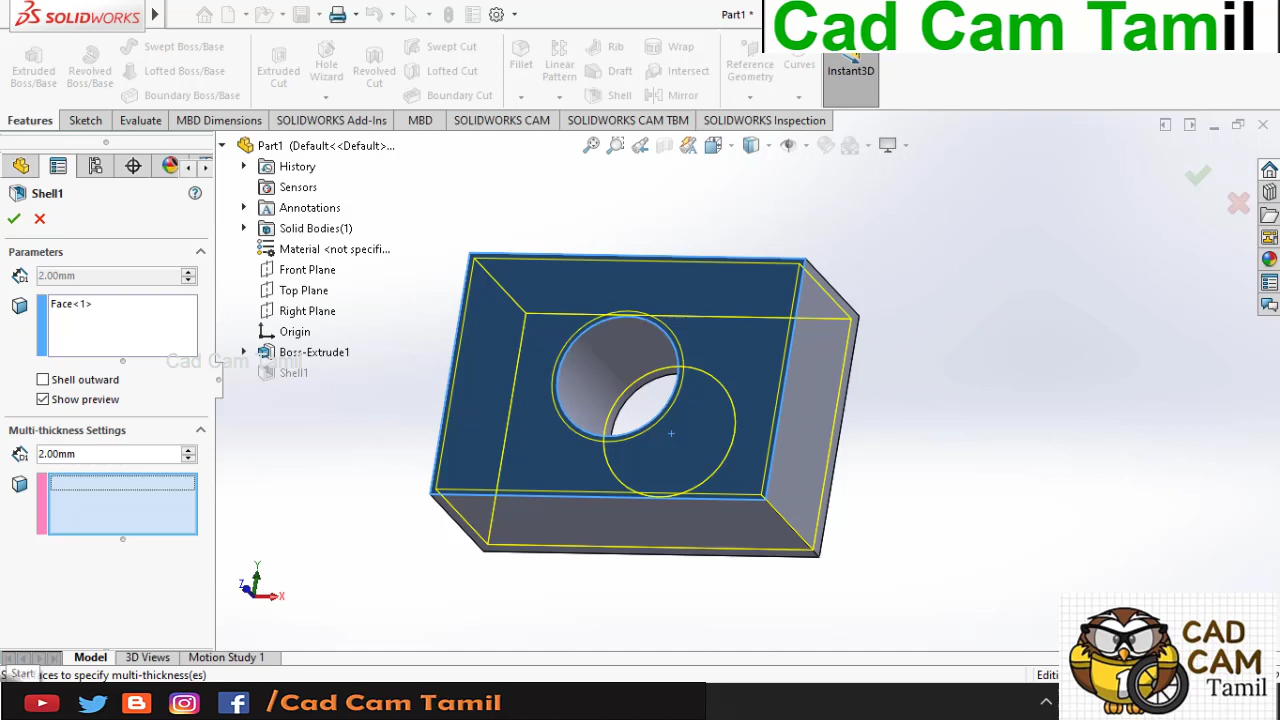 SOLIDWORKS
Part1 *
Cad Cam Tamil
Extruded Boss/Base
Revolved Boss/Base
Swept Boss/Base
Lofted Boss/Base
Boundary Boss/Base
Extruded Cut
Hole Wizard
Revolved Cut
Swept Cut
Lofted Cut
Boundary Cut
Fillet
Linear Pattern
Rib
Draft
Shell
Wrap
Intersect
Mirror
Reference Geometry
Curves
Instant3D
Features
Sketch
Evaluate
MBD Dimensions
SOLIDWORKS Add-Ins
MBD
SOLIDWORKS CAM
SOLIDWORKS CAM TBM
SOLIDWORKS Inspection
Part1 (Default<<Default>...
History
Sensors
Annotations
Solid Bodies(1)
Material <not specifi...
Front Plane
Top Plane
Right Plane
Origin
Boss-Extrude1
Shell1
Shell1
Parameters
2.00mm
Face<1>
Cad Cam Tamil
Shell outward
Show preview
Multi-thickness Settings
2.00mm
Y
Z
X
Model
3D Views
Motion Study 1
Start
to specify multi-thickness(es)
Editi
/Cad Cam Tamil
CAD
CAM
Tamil